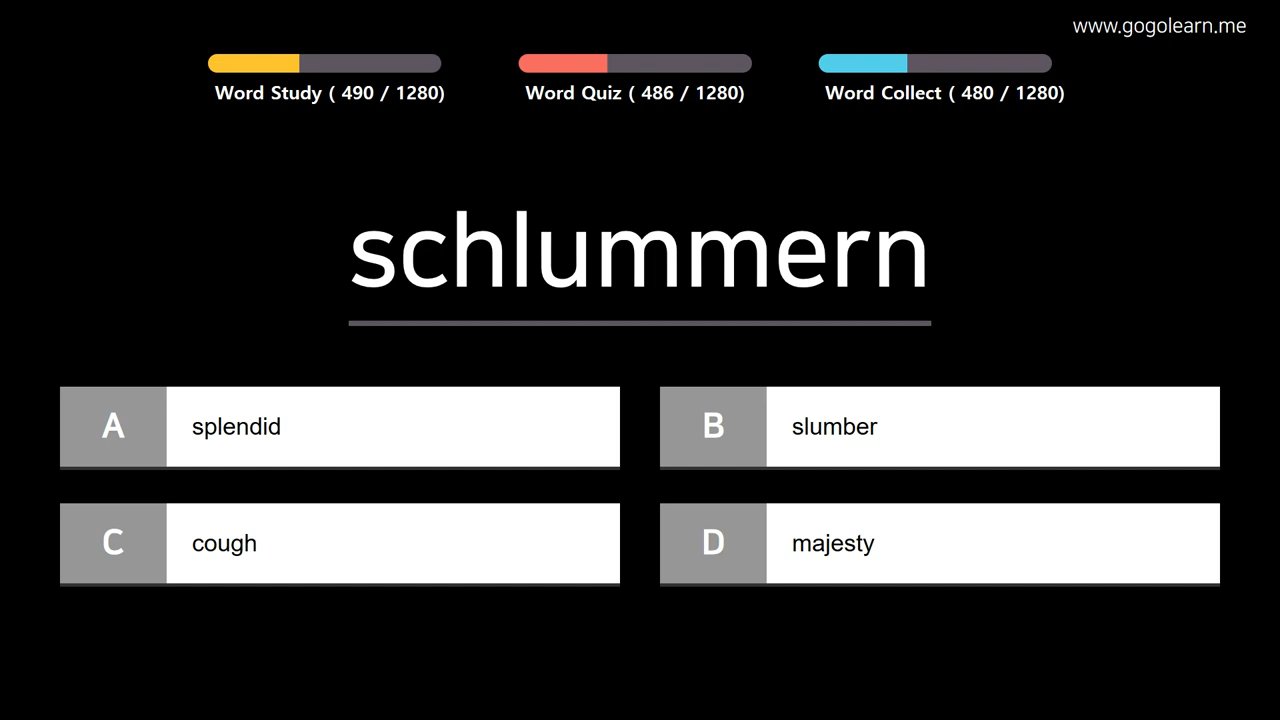 www.gogolearn.me
Word Study ( 490 / 1280)
Word Quiz ( 486 / 1280)
Word Collect ( 480 / 1280)
schlummern
A splendid
B slumber
C cough
D majesty